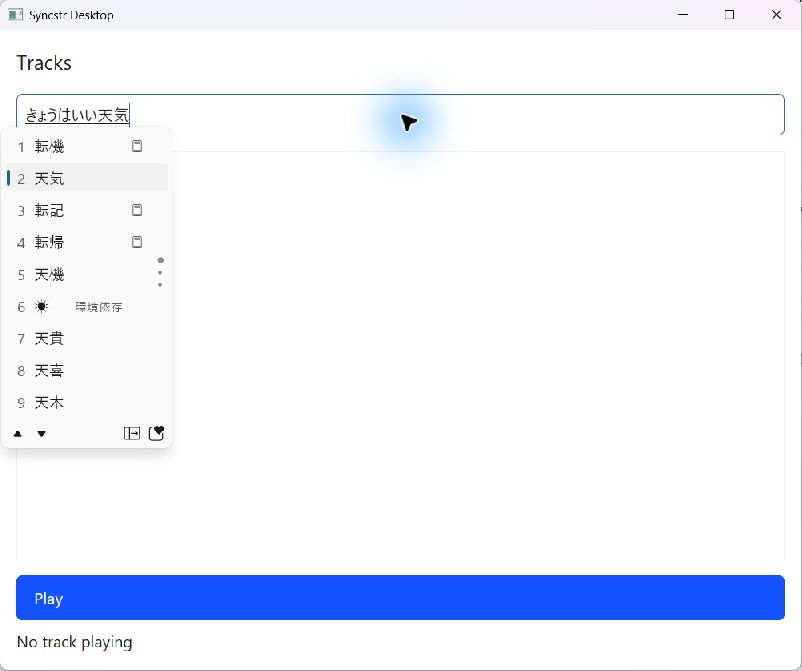 Syncstr Desktop
Tracks
きょうはいい天気
1 転機
2 天気
3 転記
4 転帰
5 天機
6 ☀ 環境依存
7 天貴
8 天喜
9 天木
Play
No track playing